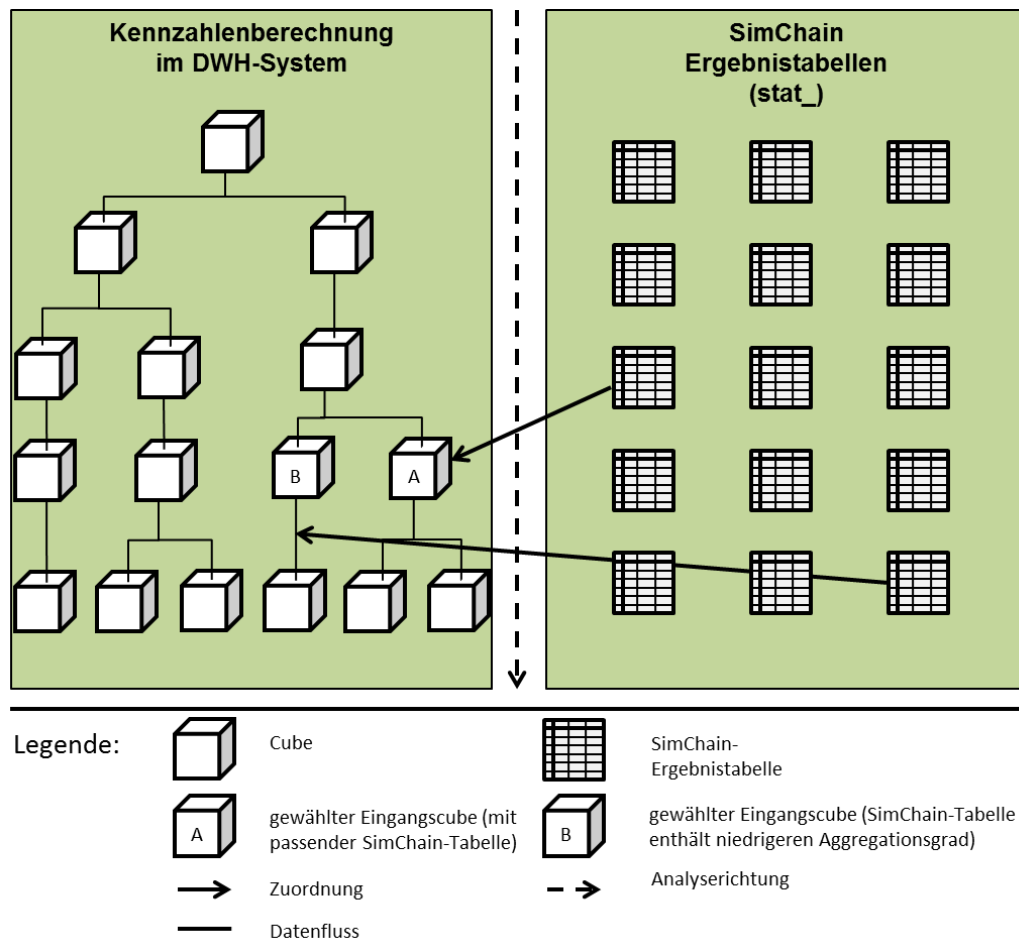 Kennzahlenberechnung
im DWH-System
SimChain
Ergebnistabellen
(stat_)
B
A
Legende:
Cube
SimChain-
Ergebnistabelle
A
gewählter Eingangscube (mit
passender SimChain-Tabelle)
B
gewählter Eingangscube (SimChain-Tabelle
enthält niedrigeren Aggregationsgrad)
Zuordnung
Analyserichtung
Datenfluss